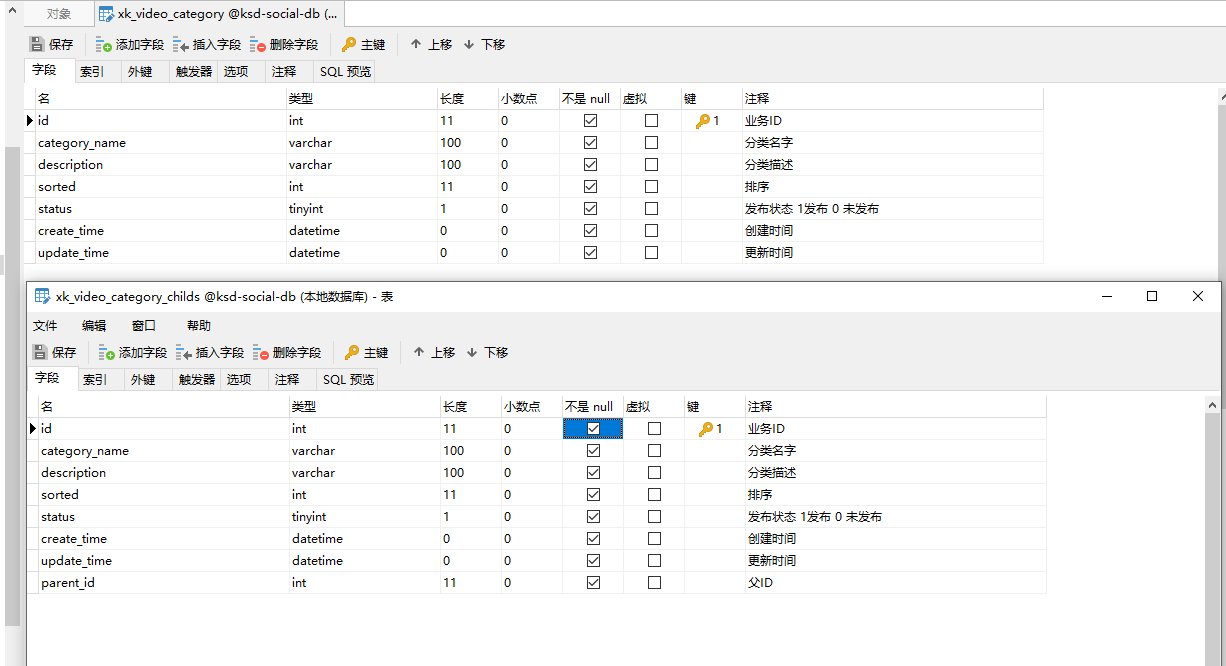 对象 xk_video_category @ksd-social-db (...
保存 添加字段 插入字段 删除字段 主键 上移 下移
字段 索引 外键 触发器 选项 注释 SQL 预览
名 类型 长度 小数点 不是 null 虚拟 键 注释
id int 11 0 1 业务ID
category_name varchar 100 0 分类名字
description varchar 100 0 分类描述
sorted int 11 0 排序
status tinyint 1 0 发布状态 1发布 0 未发布
create_time datetime 0 0 创建时间
update_time datetime 0 0 更新时间
xk_video_category_childs @ksd-social-db (本地数据库) - 表
文件 编辑 窗口 帮助
保存 添加字段 插入字段 删除字段 主键 上移 下移
字段 索引 外键 触发器 选项 注释 SQL 预览
名 类型 长度 小数点 不是 null 虚拟 键 注释
id int 11 0 1 业务ID
category_name varchar 100 0 分类名字
description varchar 100 0 分类描述
sorted int 11 0 排序
status tinyint 1 0 发布状态 1发布 0 未发布
create_time datetime 0 0 创建时间
update_time datetime 0 0 更新时间
parent_id int 11 0 父ID